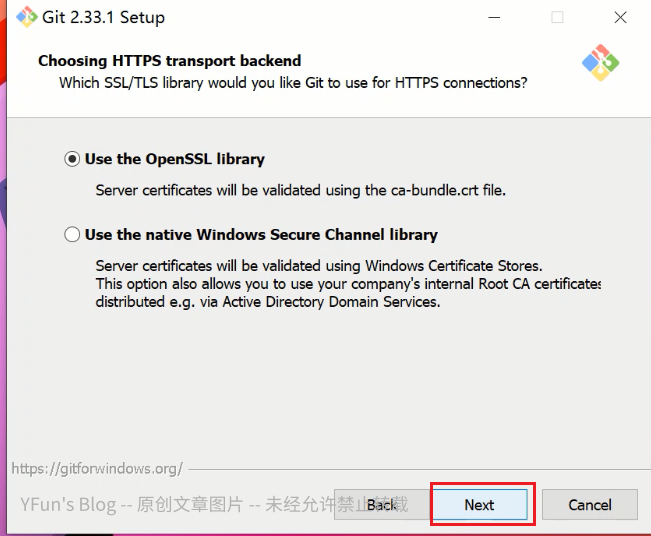 Git 2.33.1 Setup
Choosing HTTPS transport backend
Which SSL/TLS library would you like Git to use for HTTPS connections?
Use the OpenSSL library
Server certificates will be validated using the ca-bundle.crt file.
Use the native Windows Secure Channel library
Server certificates will be validated using Windows Certificate Stores.
This option also allows you to use your company's internal Root CA certificates
distributed e.g. via Active Directory Domain Services.
https://gitforwindows.org/
YFun's Blog -- 原创文章图片 -- 未经允许禁止转载
Back Next Cancel